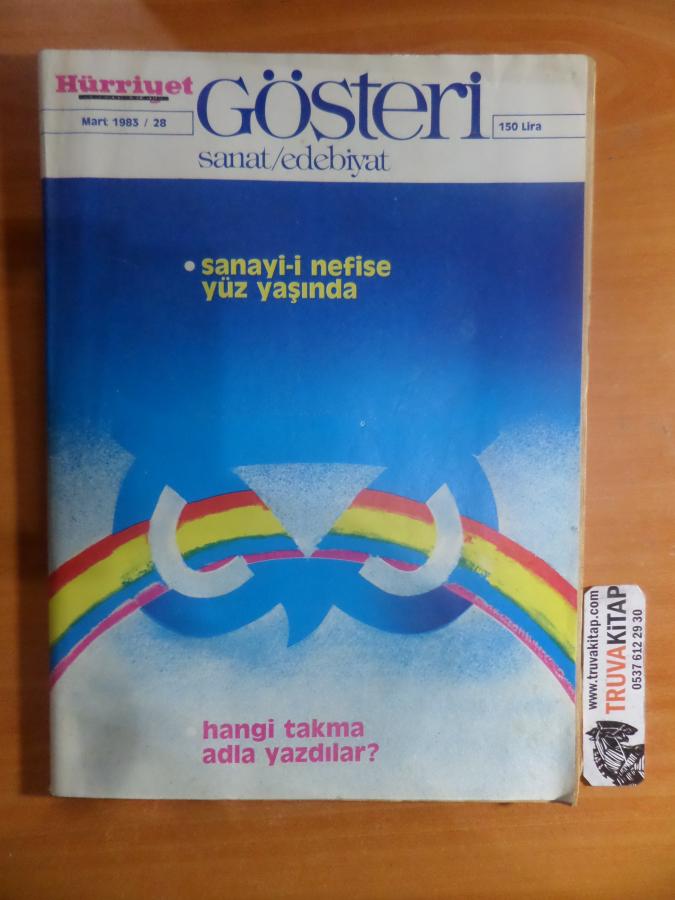 Hürriyet
Gösteri
Mart 1983 / 28
150 Lira
sanat/edebiyat
• sanayi-i nefise
yüz yaşında
hangi takma
adla yazdılar?
www.truvakitap.com
TRUVAKİTAP
0537 612 29 30